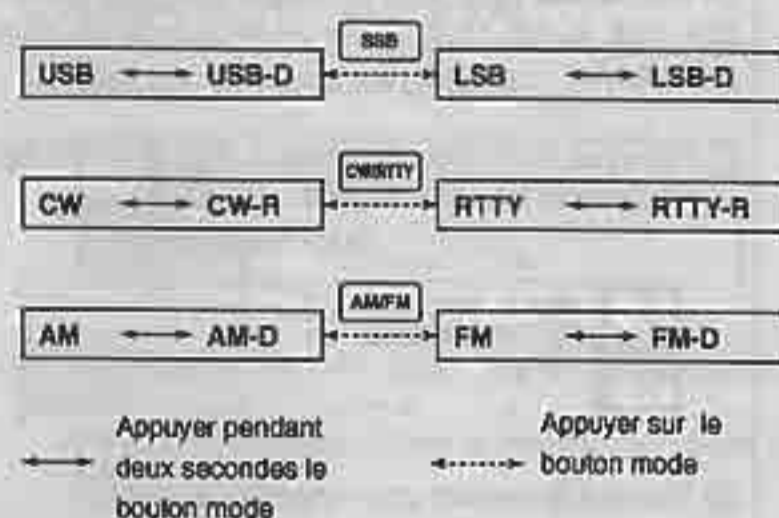 SSB
USB USB-D LSB LSB-D
CW/RTTY
CW CW-R RTTY RTTY-R
AM/FM
AM AM-D FM FM-D
Appuyer pendant
deux secondes le
bouton mode
Appuyer sur le
bouton mode